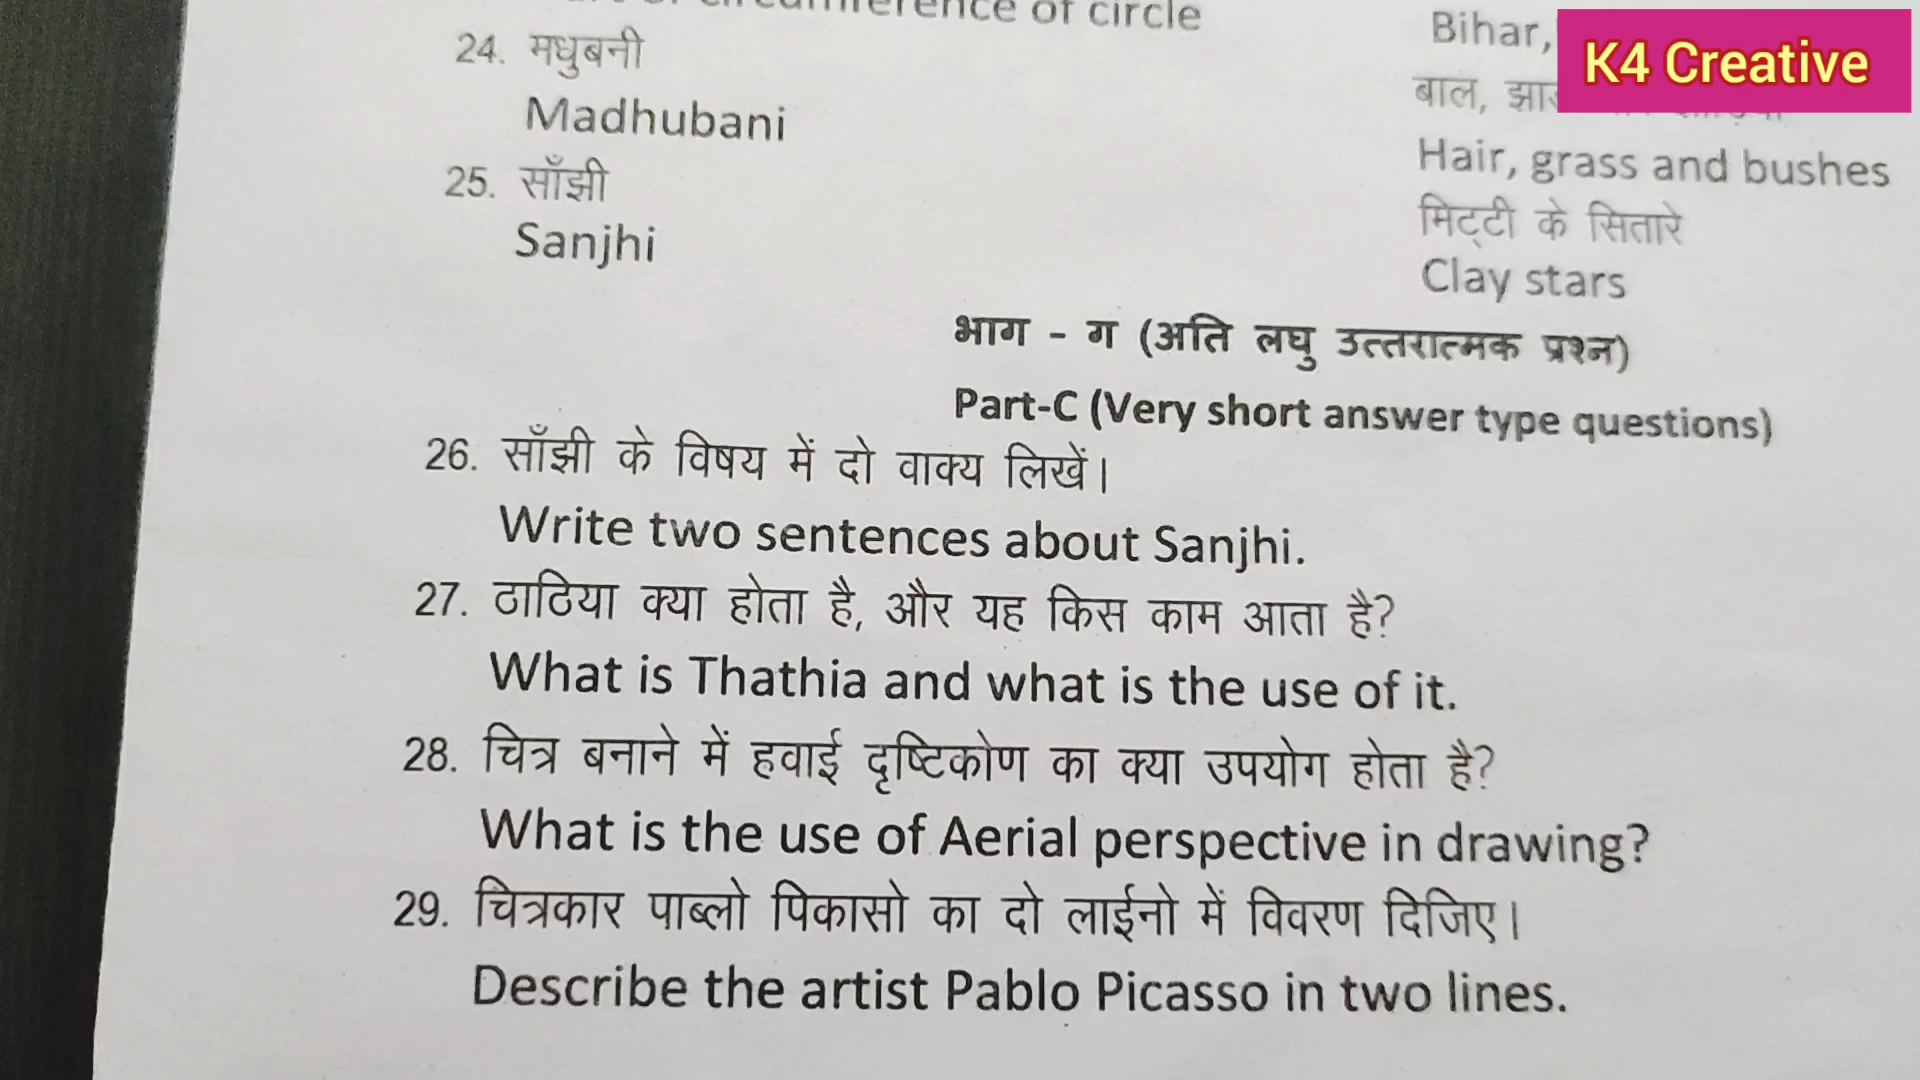 of circle
24. मधुबनी
Bihar,
Madhubani
बाल,
Hair, grass and bushes
25. साँझी
मिट्टी के सितारे
Sanjhi
Clay stars
भाग - ग (अति लघु उत्तरात्मक प्रश्न)
Part-C (Very short answer type questions)
26. साँझी के विषय में दो वाक्य लिखें।
Write two sentences about Sanjhi.
27. ठाठिया क्या होता है, और यह किस काम आता है?
What is Thathia and what is the use of it.
28. चित्र बनाने में हवाई दृष्टिकोण का क्या उपयोग होता है?
What is the use of Aerial perspective in drawing?
29. चित्रकार पाब्लो पिकासो का दो लाईनो में विवरण दिजिए।
Describe the artist Pablo Picasso in two lines.
K4 Creative